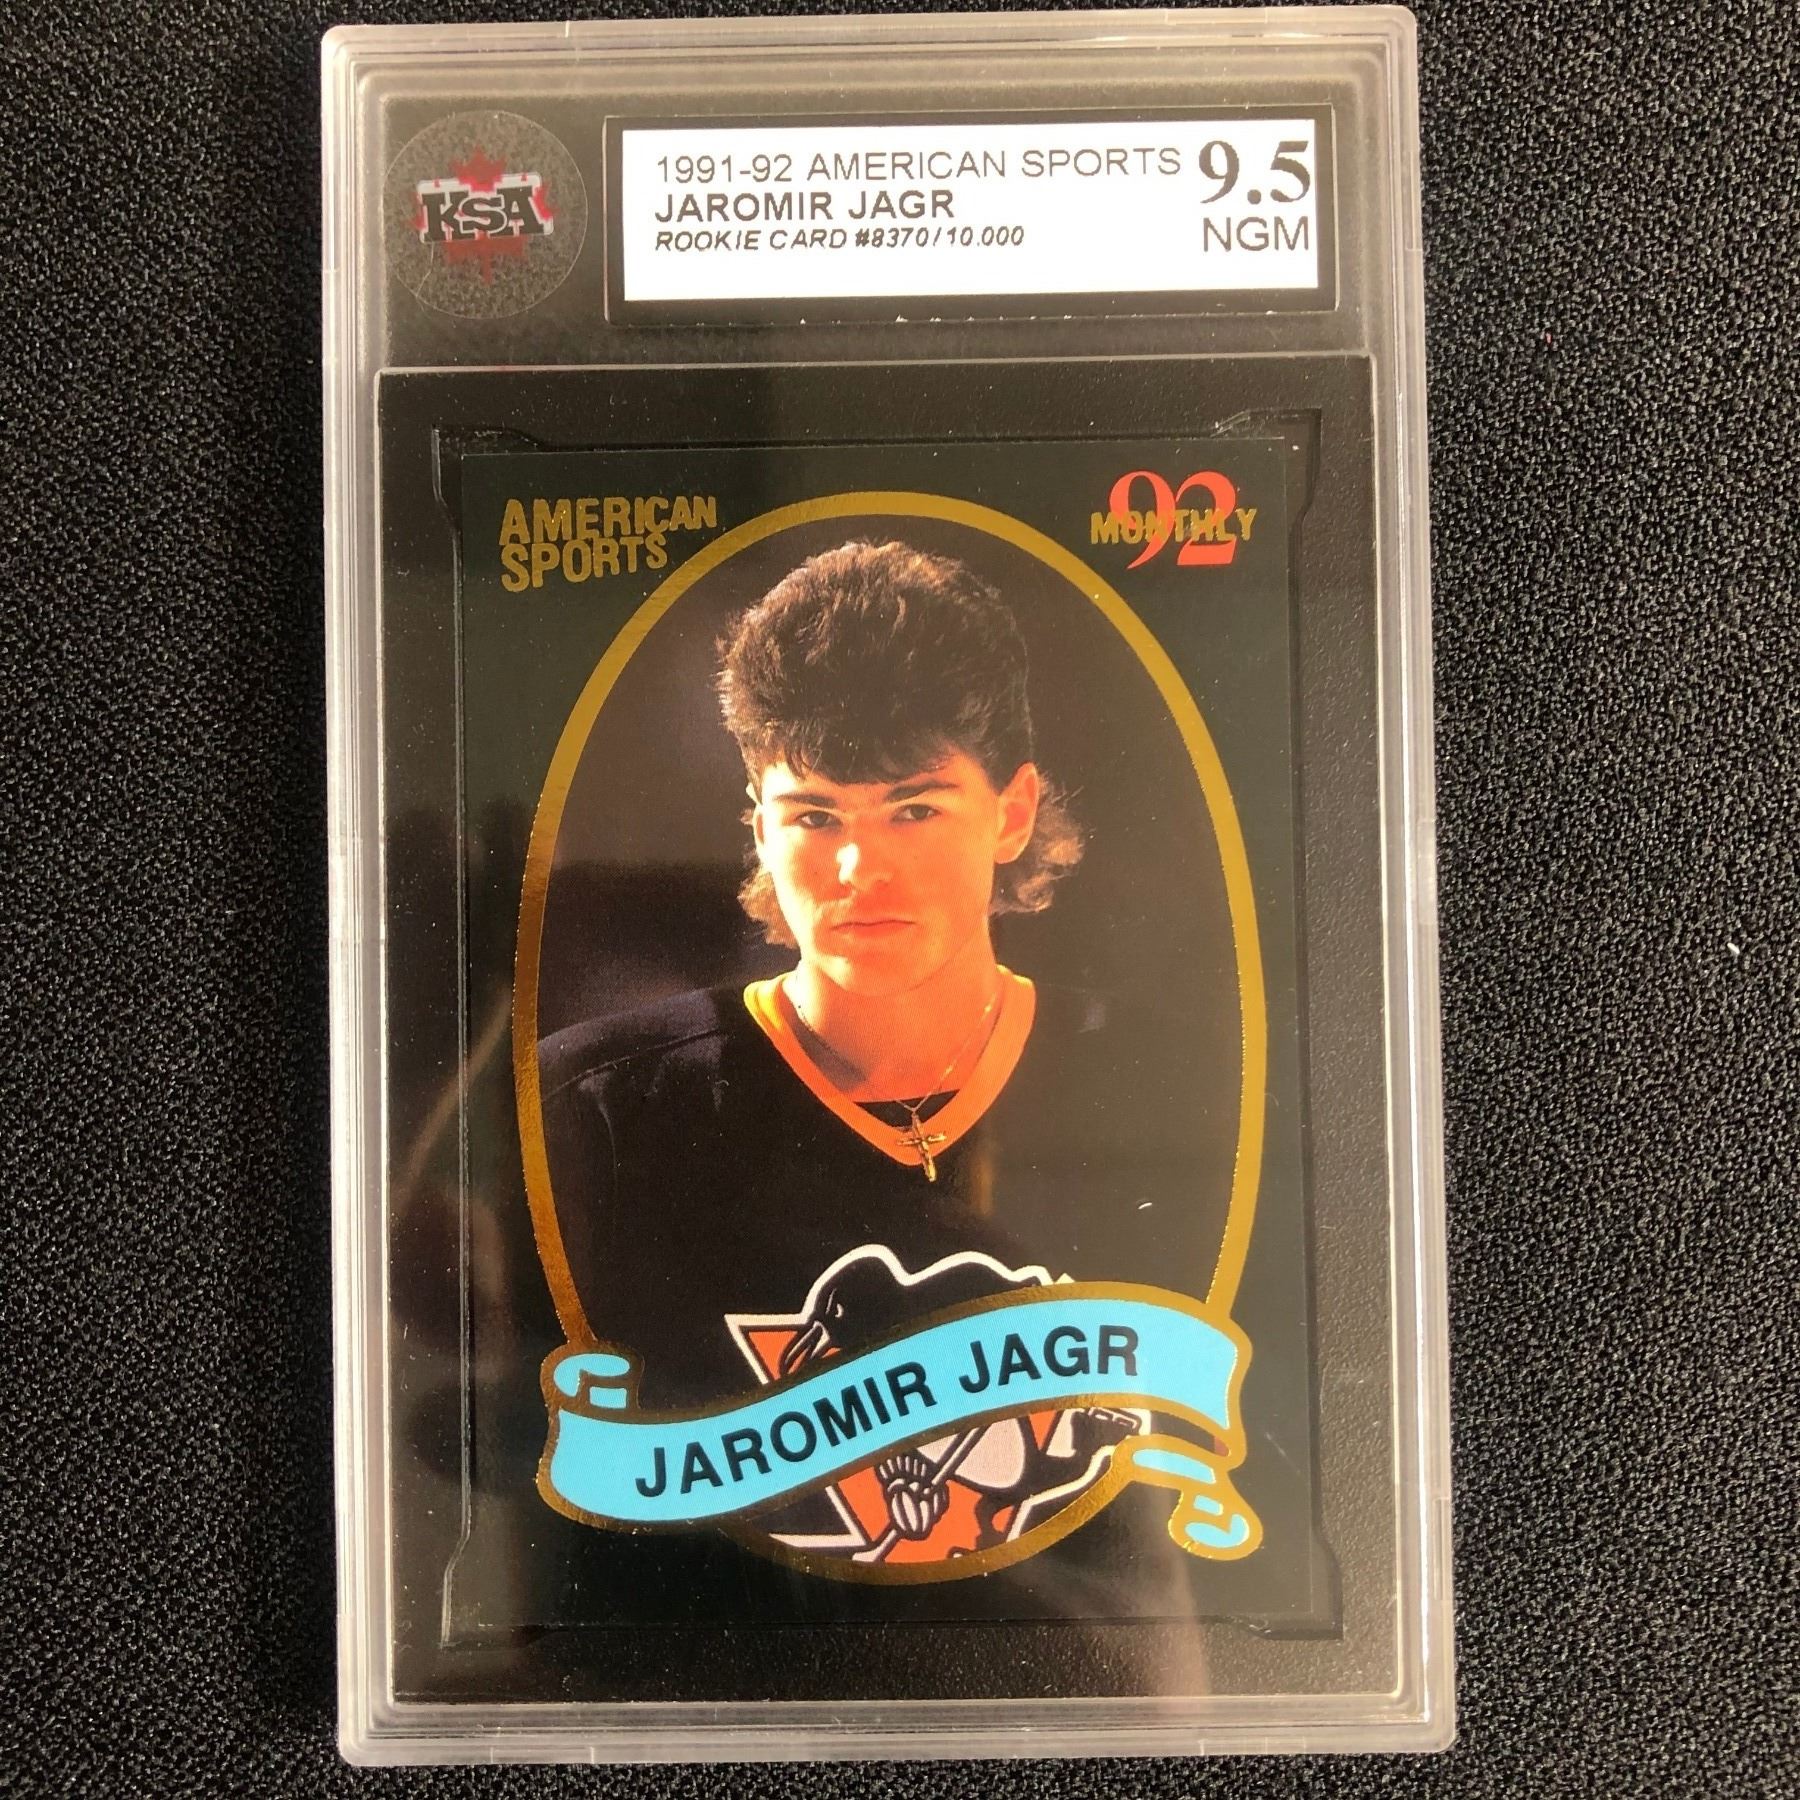 KSA
1991-92 AMERICAN SPORTS
JAROMIR JAGR
ROOKIE CARD #8370/10.000
9.5
NGM
AMERICAN
SPORTS
92
MONTHLY
JAROMIR JAGR